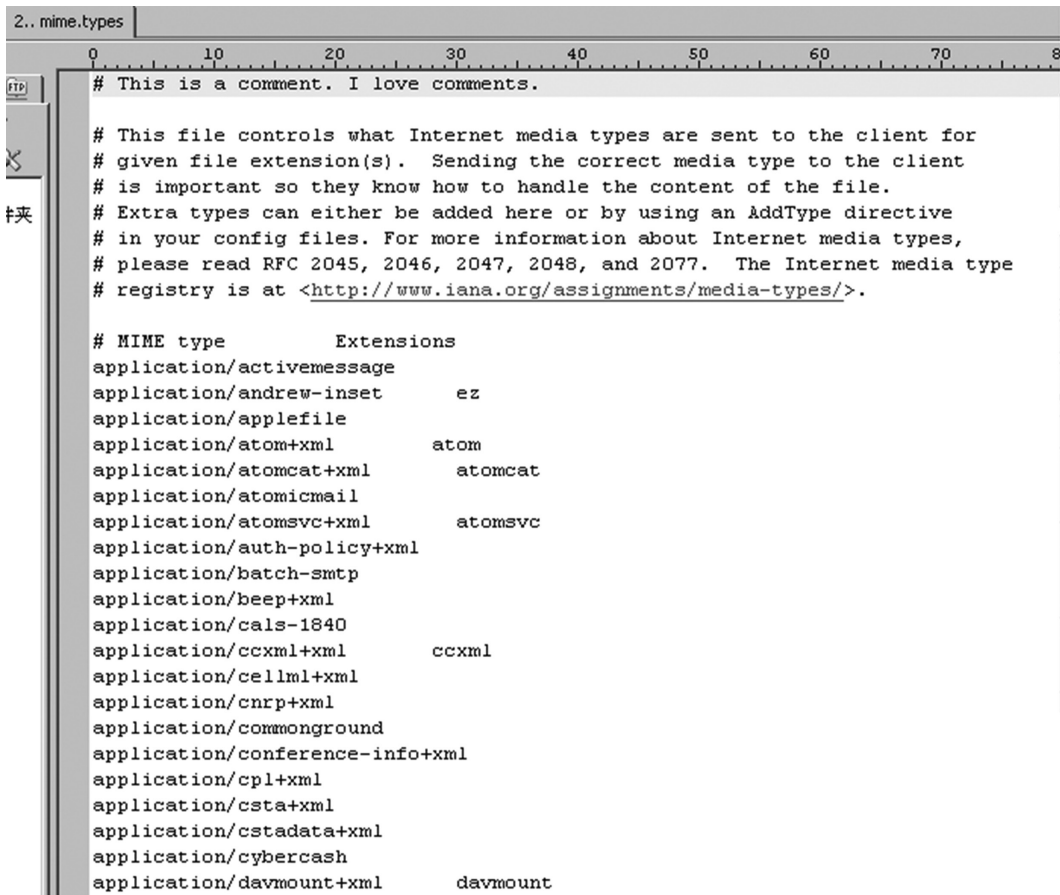 2.. mime.types
0 10 20 30 40 50 60 70 8
FTP
# This is a comment. I love comments.
# This file controls what Internet media types are sent to the client for
# given file extension(s).  Sending the correct media type to the client
# is important so they know how to handle the content of the file.
件夹
# Extra types can either be added here or by using an AddType directive
# in your config files. For more information about Internet media types,
# please read RFC 2045, 2046, 2047, 2048, and 2077.  The Internet media type
# registry is at <http://www.iana.org/assignments/media-types/>.
# MIME type Extensions
application/activemessage
application/andrew-inset ez
application/applefile
application/atom+xml atom
application/atomcat+xml atomcat
application/atomicmail
application/atomsvc+xml atomsvc
application/auth-policy+xml
application/batch-smtp
application/beep+xml
application/cals-1840
application/ccxml+xml ccxml
application/cellml+xml
application/cnrp+xml
application/commonground
application/conference-info+xml
application/cpl+xml
application/csta+xml
application/cstadata+xml
application/cybercash
application/davmount+xml davmount